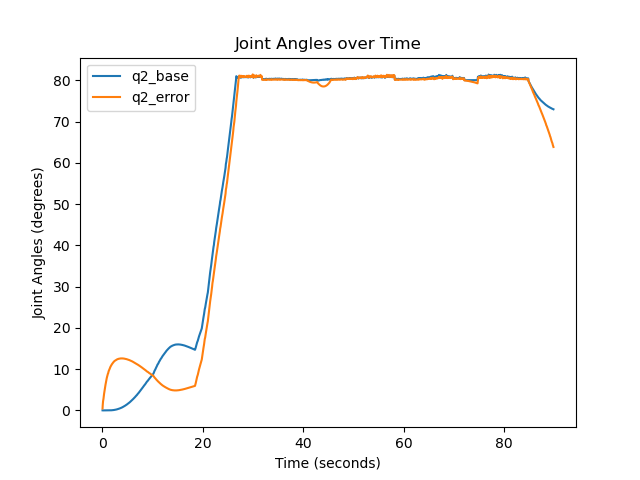 Joint Angles over Time
q2_base
q2_error
Joint Angles (degrees)
80
70
60
50
40
30
20
10
0
0 20 40 60 80
Time (seconds)